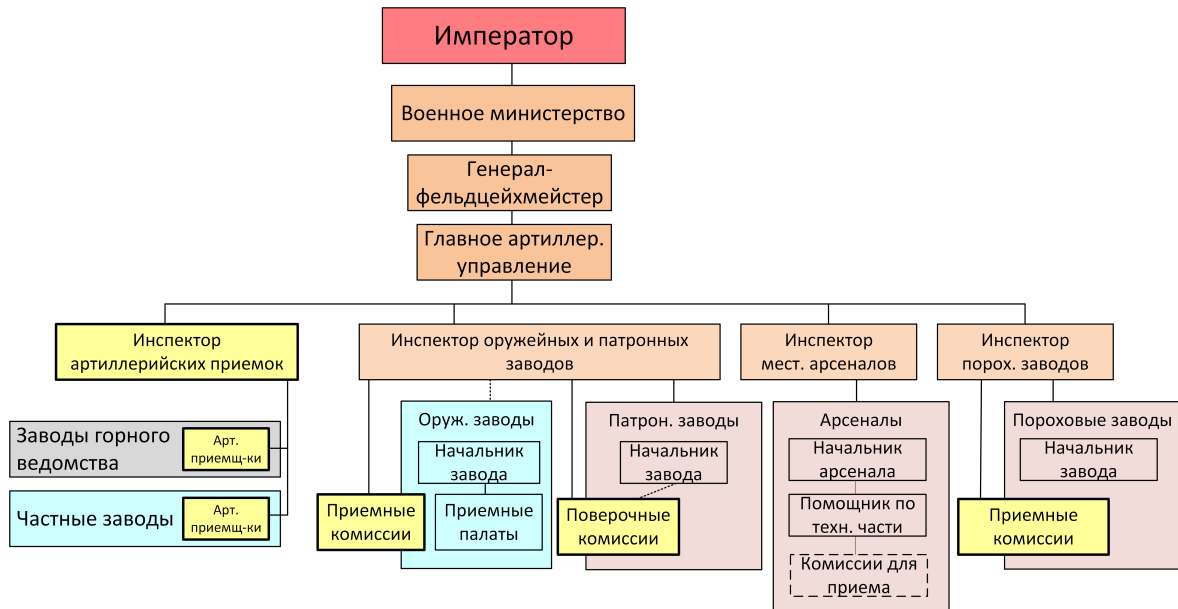 Император
Военное министерство
Генерал-
фельдцейхмейстер
Главное артиллер.
управление
Инспектор
артиллерийских приемок
Инспектор оружейных и патронных
заводов
Инспектор
мест. арсеналов
Инспектор
порох. заводов
Заводы горного
ведомства
Арт.
приемщ-ки
Частные заводы
Арт.
приемщ-ки
Оруж. заводы
Начальник
завода
Приемные
комиссии
Приемные
палаты
Патрон. заводы
Начальник
завода
Поверочные
комиссии
Арсеналы
Начальник
арсенала
Помощник по
техн. части
Комиссии для
приема
Пороховые заводы
Начальник
завода
Приемные
комиссии